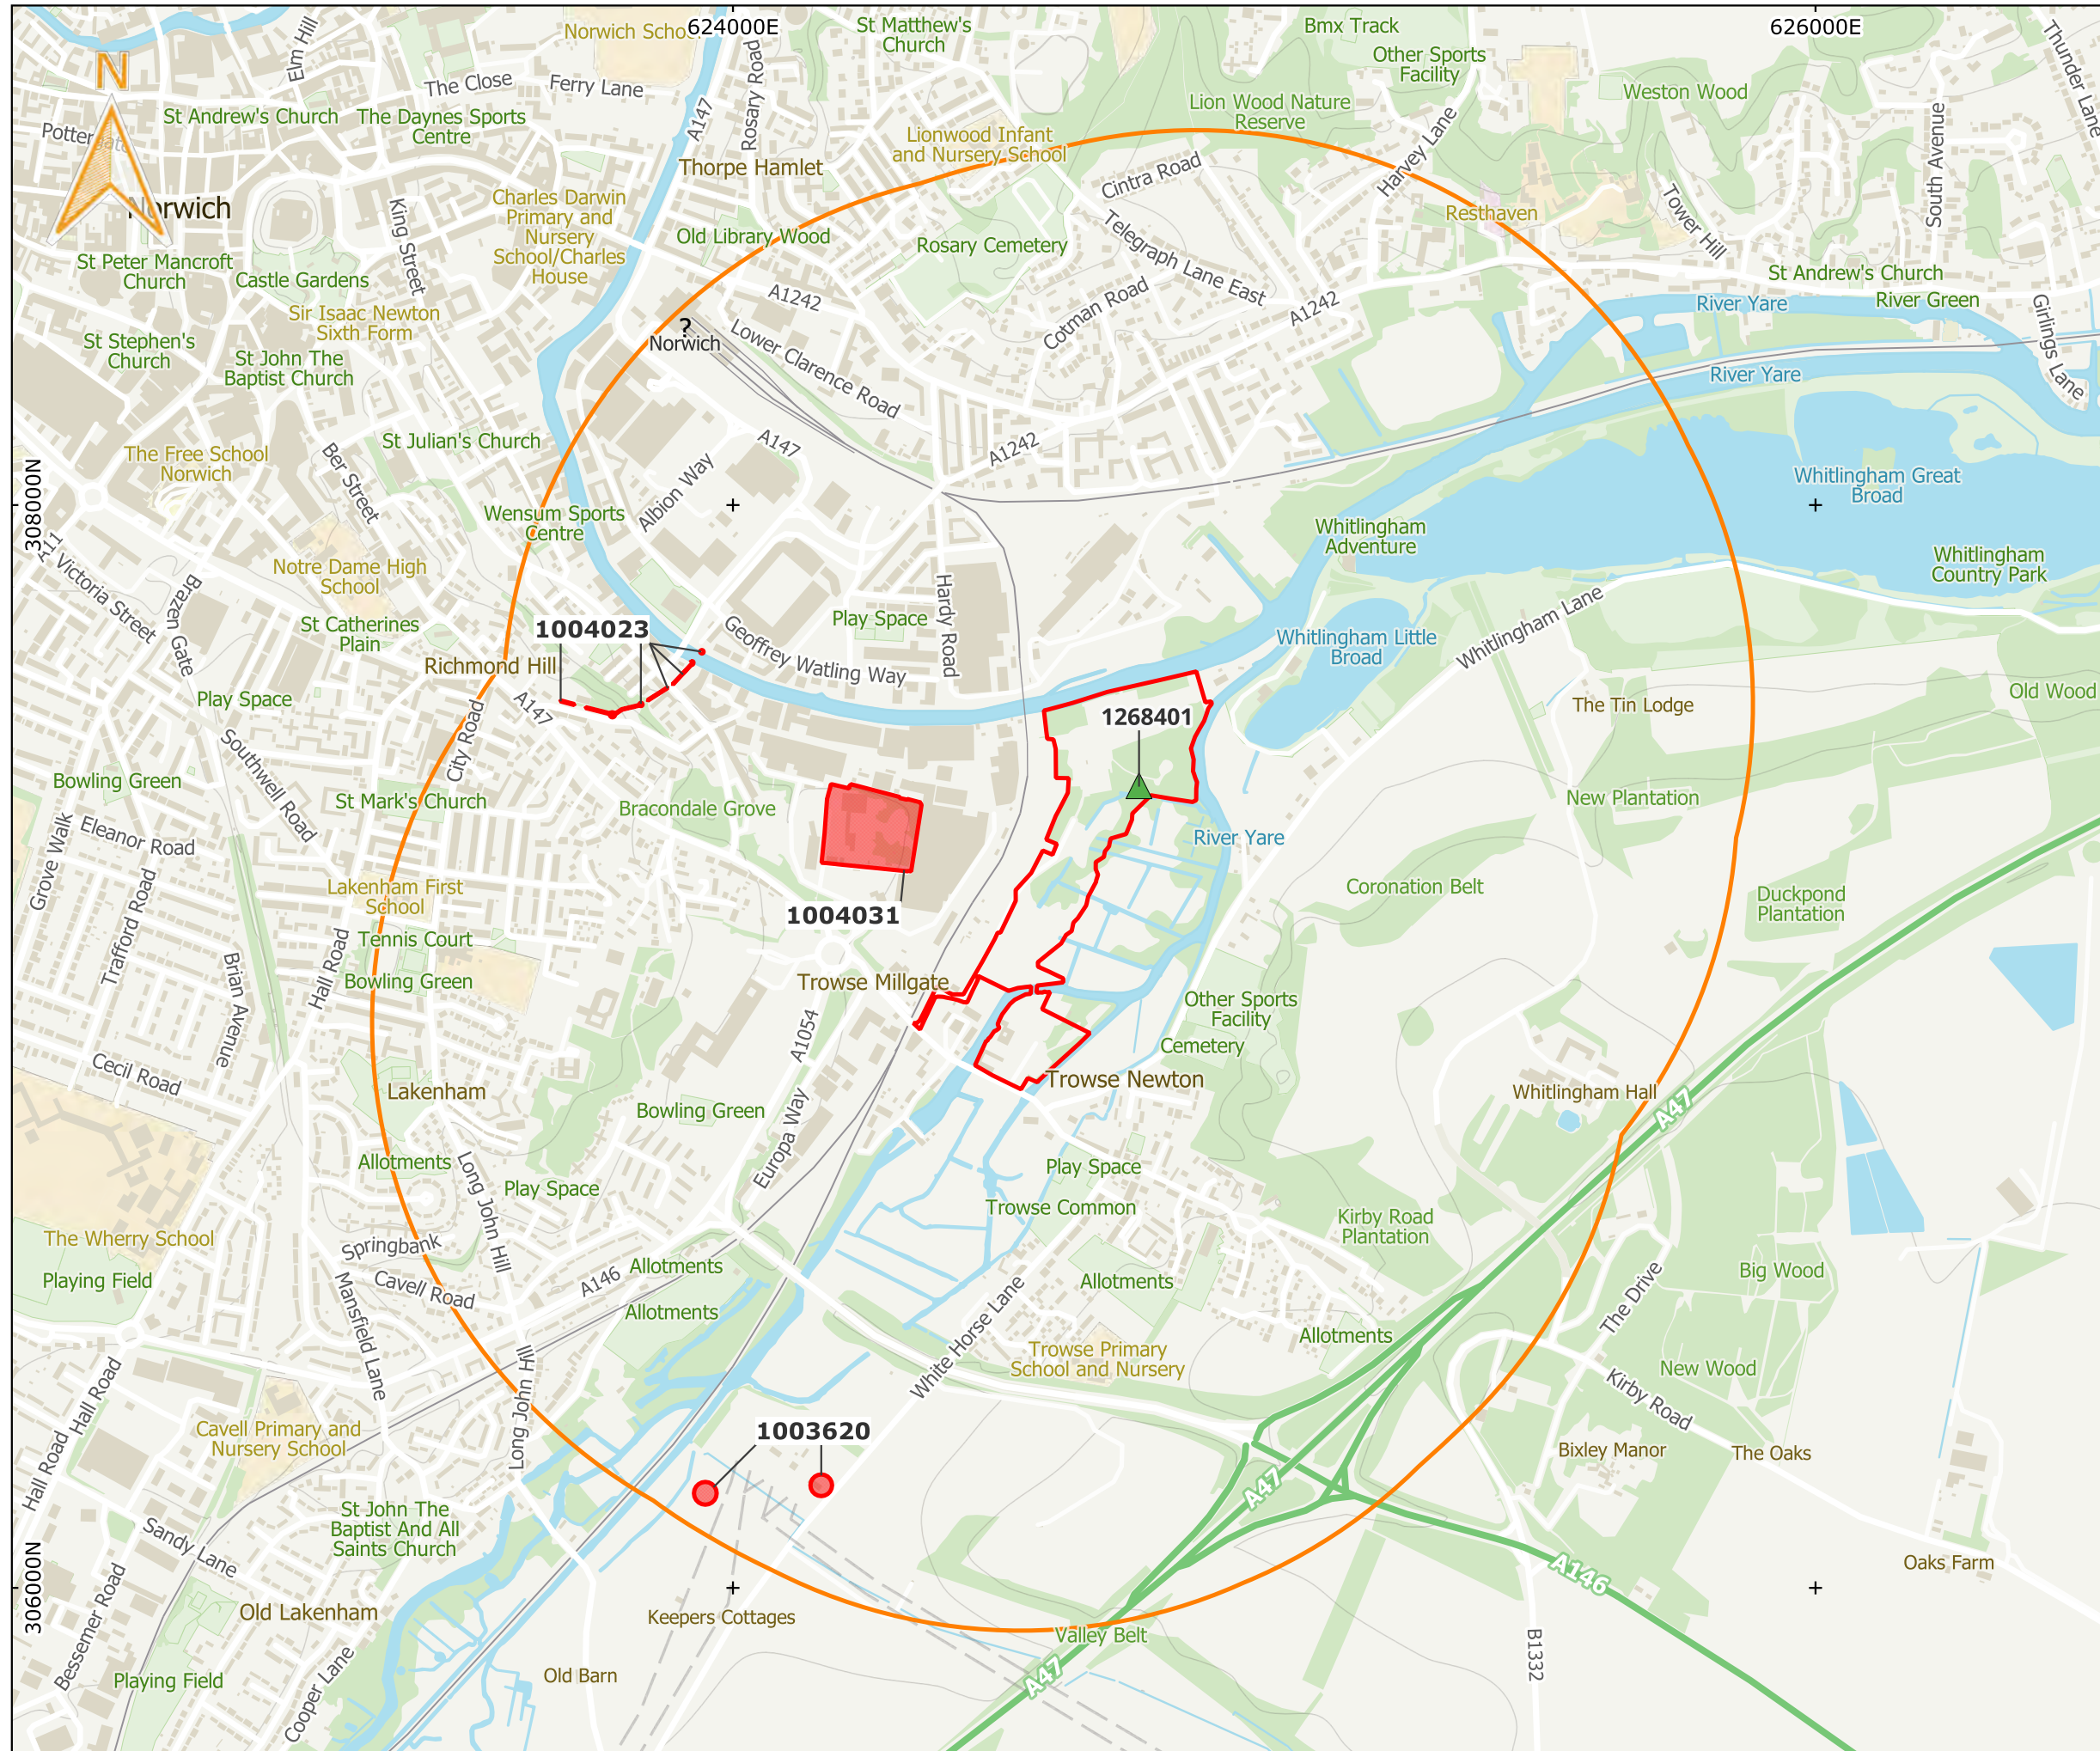 624000E
626000E
308000N
306000N
N
Norwich School
St Matthew's
Church
Bmx Track
Other Sports
Facility
Thunder Lane
Elm Hill
The Close
Ferry Lane
A147
Rosary Road
Weston Wood
St Andrew's Church
The Daynes Sports
Centre
Lion Wood Nature
Reserve
Pottergate
Lionwood Infant
and Nursery School
Harvey Lane
South Avenue
Thorpe Hamlet
Cintra Road
Norwich
Charles Darwin
Primary and
Nursery
School/Charles
House
King Street
Resthaven
Tower Hill
Old Library Wood
Rosary Cemetery
Telegraph Lane East
St Peter Mancroft
Church
Castle Gardens
St Andrew's Church
River Yare
River Green
A1242
Cotman Road
A1242
Girlings Lane
Sir Isaac Newton
Sixth Form
?
Norwich
Lower Clarence Road
St Stephen's
Church
St John The
Baptist Church
River Yare
The Free School
Norwich
Ber Street
St Julian's Church
A147
A1242
Albion Way
Whitlingham Great
Broad
Wensum Sports
Centre
Whitlingham
Adventure
Whitlingham
Country Park
A11
Victoria Street
Brazen Gate
Notre Dame High
School
Hardy Road
St Catherines
Plain
1004023
Geoffrey Watling Way
Play Space
Whitlingham Little
Broad
Whitlingham Lane
Richmond Hill
Play Space
A147
City Road
1268401
The Tin Lodge
Old Wood
Southwell Road
Bowling Green
St Mark's Church
Bracondale Grove
New Plantation
River Yare
Eleanor Road
Grove Walk
Lakenham First
School
Trafford Road
Coronation Belt
Duckpond
Plantation
1004031
Tennis Court
Brian Avenue
Hall Road
Bowling Green
Trowse Millgate
Other Sports
Facility
A1054
Cemetery
Cecil Road
Lakenham
Trowse Newton
Whitlingham Hall
A47
Bowling Green
Europa Way
Allotments
Long John Hill
Play Space
Play Space
Trowse Common
Kirby Road
Plantation
The Wherry School
Springbank
Playing Field
Cavell Road
Mansfield Lane
A146
Allotments
Allotments
Allotments
Big Wood
The Drive
White Horse Lane
Allotments
Trowse Primary
School and Nursery
New Wood
Kirby Road
Hall Road
Long John Hill
Cavell Primary and
Nursery School
1003620
Bixley Manor
The Oaks
Hall Road
A47
St John The
Baptist And All
Saints Church
Sandy Lane
Oaks Farm
A146
Bessemer Road
Old Lakenham
Keepers Cottages
Valley Belt
B1332
Playing Field
Cooper Lane
Old Barn
A47